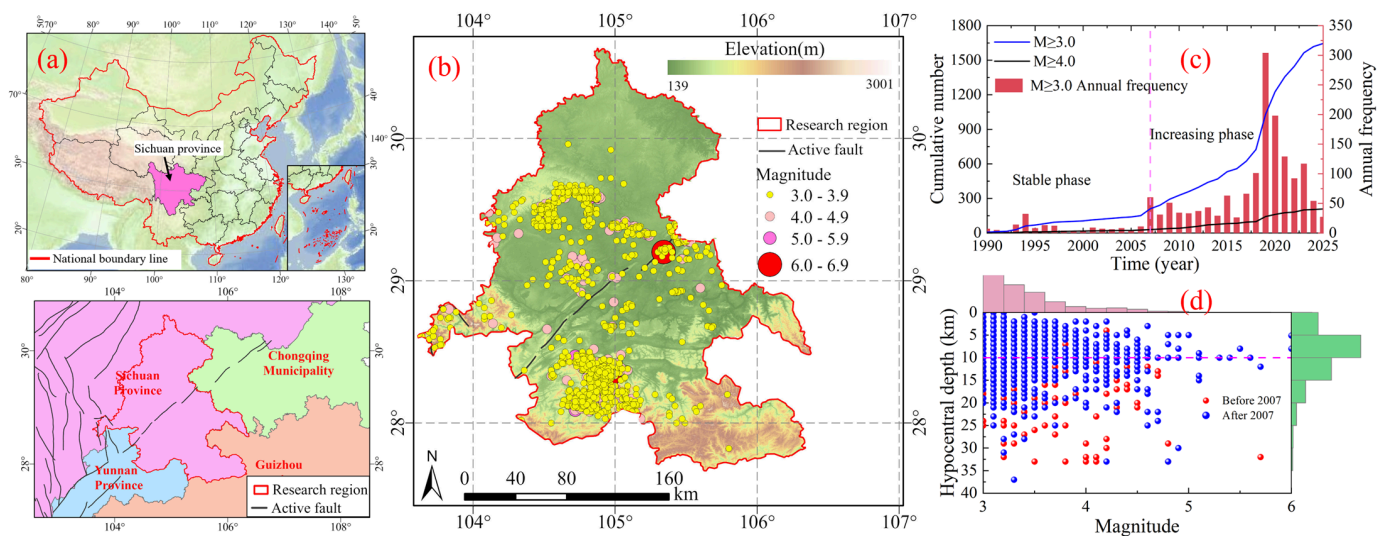 50°
60°
70°
80°
90°
100°
110°
120°
130°
140°
150°
(a)
70°
40°
140°
Sichuan province
30°
30°
20°
20°
National boundary line
80°
90°
100°
110°
120°
130°
104°
106°
108°
30°
30°
Chongqing
Municipality
Sichuan
Province
28°
28°
Yunnan
Province
Guizhou
Research region
Active fault
104°
106°
108°
104°
105°
106°
107°
(b)
Elevation(m)
139
3001
30°
30°
Research region
Active fault
Magnitude
3.0 - 3.9
4.0 - 4.9
5.0 - 5.9
6.0 - 6.9
29°
29°
28°
28°
N
0
40
80
160
km
104°
105°
106°
107°
(c)
M≥3.0
M≥4.0
M≥3.0 Annual frequency
Increasing phase
Stable phase
Cumulative number
1800
1500
1200
900
600
300
0
Annual frequency
350
300
250
200
150
100
50
0
1990
1995
2000
2005
2010
2015
2020
2025
Time (year)
(d)
Hypocentral depth (km)
0
5
10
15
20
25
30
35
40
Before 2007
After 2007
3
4
5
6
Magnitude